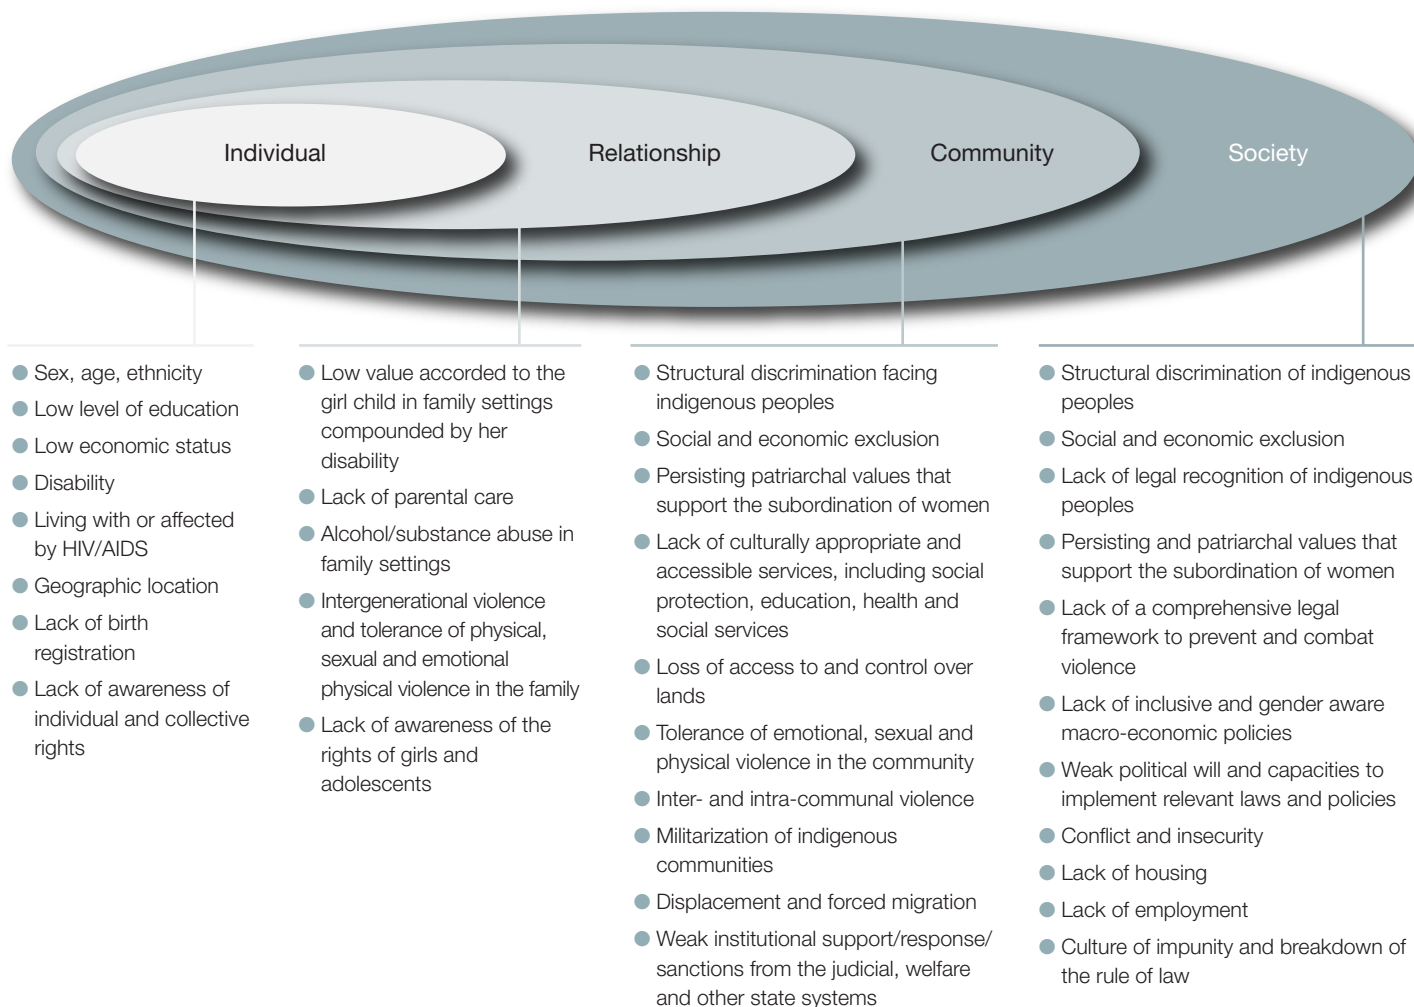 Individual
Relationship
Community
Society
● Sex, age, ethnicity
● Low level of education
● Low economic status
● Disability
● Living with or affected
by HIV/AIDS
● Geographic location
● Lack of birth
registration
● Lack of awareness of
individual and collective
rights
● Low value accorded to the
girl child in family settings
compounded by her
disability
● Lack of parental care
● Alcohol/substance abuse in
family settings
● Intergenerational violence
and tolerance of physical,
sexual and emotional
physical violence in the family
● Lack of awareness of the
rights of girls and
adolescents
● Structural discrimination facing
indigenous peoples
● Social and economic exclusion
● Persisting patriarchal values that
support the subordination of women
● Lack of culturally appropriate and
accessible services, including social
protection, education, health and
social services
● Loss of access to and control over
lands
● Tolerance of emotional, sexual and
physical violence in the community
● Inter- and intra-communal violence
● Militarization of indigenous
communities
● Displacement and forced migration
● Weak institutional support/response/
sanctions from the judicial, welfare
and other state systems
● Structural discrimination of indigenous
peoples
● Social and economic exclusion
● Lack of legal recognition of indigenous
peoples
● Persisting and patriarchal values that
support the subordination of women
● Lack of a comprehensive legal
framework to prevent and combat
violence
● Lack of inclusive and gender aware
macro-economic policies
● Weak political will and capacities to
implement relevant laws and policies
● Conflict and insecurity
● Lack of housing
● Lack of employment
● Culture of impunity and breakdown of
the rule of law